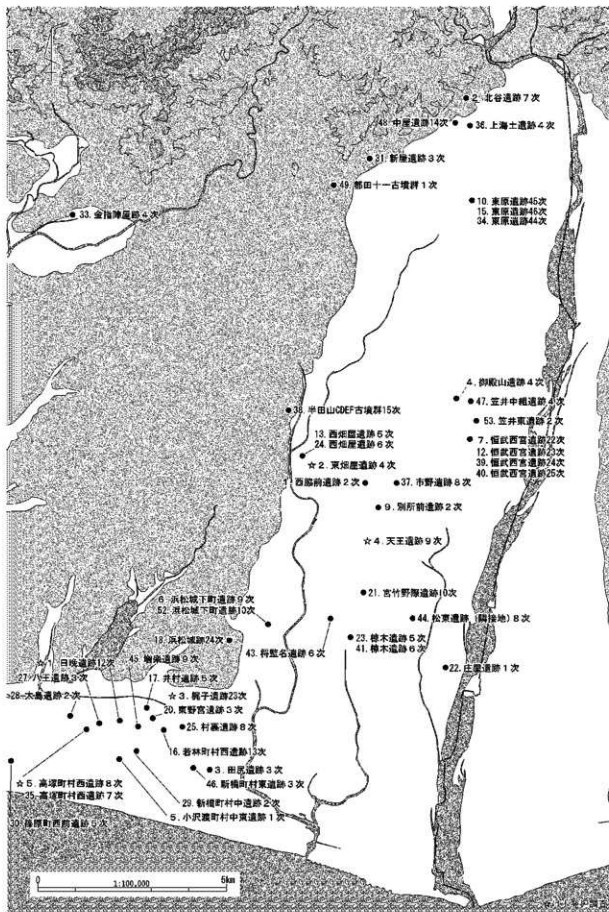 2. 北谷遺跡7次
48. 中屋遺跡14次
36. 上海土遺跡4次
31. 新屋遺跡3次
49. 都田十一古墳群1次
33. 金指陣屋跡4次
10. 東原遺跡45次
15. 東原遺跡46次
34. 東原遺跡44次
4. 御殿山遺跡4次
47. 笠井中組遺跡4次
38. 半田山CDEF古墳群15次
53. 笠井東遺跡2次
13. 西畑屋遺跡5次
24. 西畑屋遺跡6次
7. 恒武西宮遺跡22次
12. 恒武西宮遺跡23次
39. 恒武西宮遺跡24次
40. 恒武西宮遺跡25次
☆2. 東畑屋遺跡4次
西脇前遺跡2次
37. 市野遺跡8次
9. 別所前遺跡2次
☆4. 天王遺跡9次
21. 宮竹野際遺跡10次
6. 浜松城下町遺跡9次
52. 浜松城下町遺跡10次
44. 松東遺跡（隣接地）8次
18. 浜松城跡24次
43. 将監名遺跡6次
23. 椋木遺跡5次
41. 椋木遺跡6次
45. 増楽遺跡9次
☆1. 日晩遺跡12次
22. 庄屋遺跡1次
27. 八王遺跡3次
17. 井村遺跡5次
28. 大島遺跡2次
☆3. 梶子遺跡23次
20. 東野宮遺跡3次
25. 村裏遺跡8次
16. 若林町村西遺跡13次
3. 田尻遺跡3次
46. 新橋町村東遺跡3次
☆5. 高塚町村西遺跡8次
35. 高塚町村西遺跡7次
29. 新橋町村中遺跡2次
5. 小沢渡町村中東遺跡1次
30. 篠原町西前遺跡5次
0
1:100,000
5km